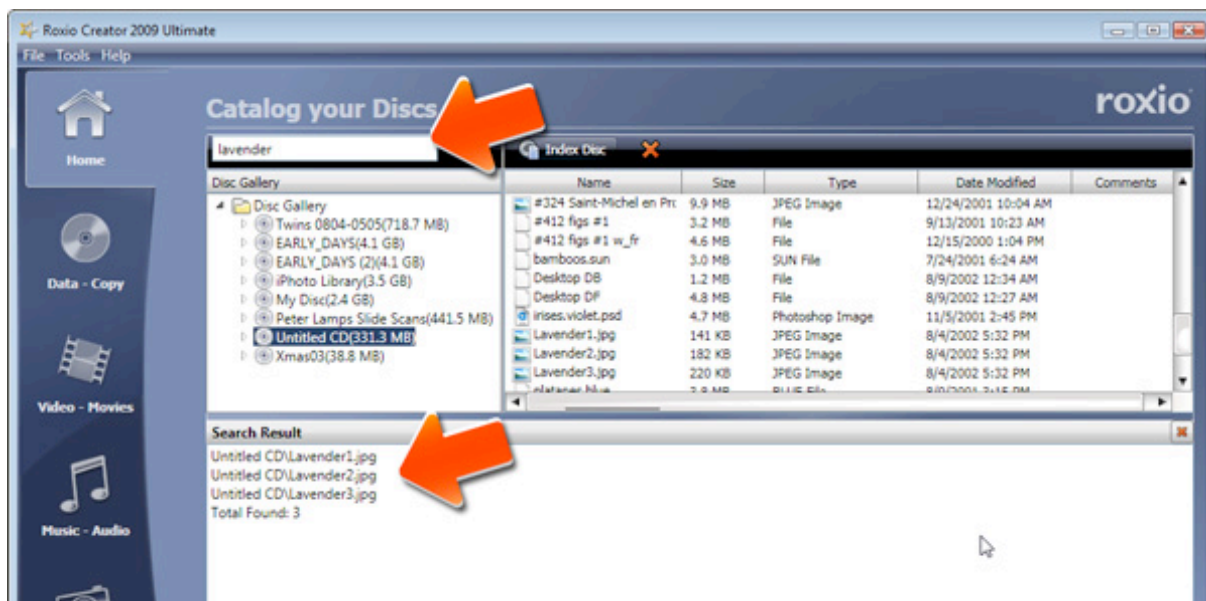 Roxio Creator 2009 Ultimate
File Tools Help
Catalog your Discs
roxio
Home
lavender
Index Disc
Disc Gallery
Disc Gallery
Twins 0804-0505(718.7 MB)
EARLY_DAYS(4.1 GB)
EARLY_DAYS (2)(4.1 GB)
iPhoto Library(3.5 GB)
My Disc(2.4 GB)
Peter Lamps Slide Scans(441.5 MB)
Untitled CD(331.3 MB)
Xmas03(38.8 MB)
Name Size Type Date Modified Comments
#324 Saint-Michel en Prc 9.9 MB JPEG Image 12/24/2001 10:04 AM
#412 figs #1 3.2 MB File 9/13/2001 10:23 AM
#412 figs #1 w_fr 4.6 MB File 12/15/2000 1:04 PM
bamboos.sun 3.0 MB SUN File 7/24/2001 6:24 AM
Desktop DB 1.2 MB File 8/9/2002 12:34 AM
Desktop DF 4.8 MB File 8/9/2002 12:27 AM
irises.violet.psd 4.7 MB Photoshop Image 11/5/2001 2:45 PM
Lavender1.jpg 141 KB JPEG Image 8/4/2002 5:32 PM
Lavender2.jpg 182 KB JPEG Image 8/4/2002 5:32 PM
Lavender3.jpg 220 KB JPEG Image 8/4/2002 5:32 PM
Data - Copy
Video - Movies
Music - Audio
Search Result
Untitled CD\Lavender1.jpg
Untitled CD\Lavender2.jpg
Untitled CD\Lavender3.jpg
Total Found: 3